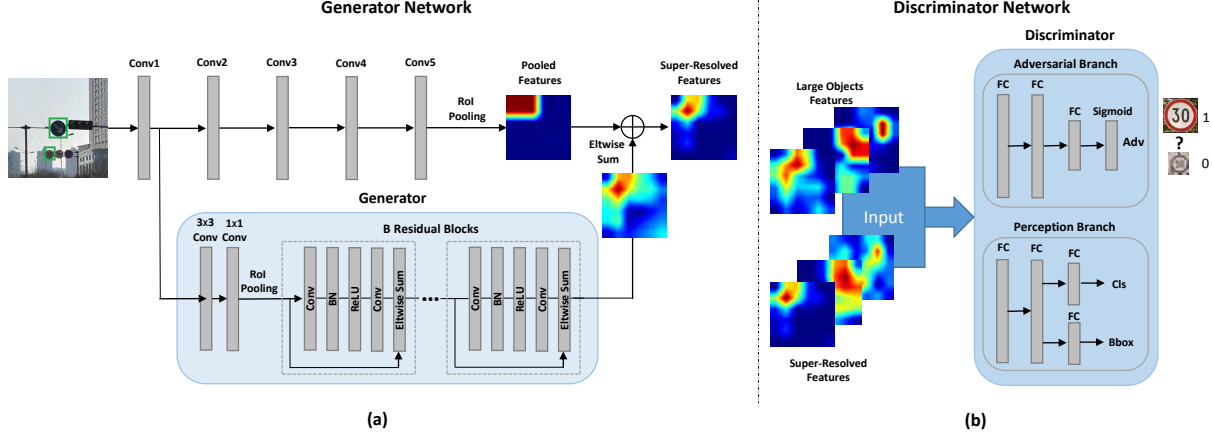 Generator Network
Discriminator Network
Conv1
Conv2
Conv3
Conv4
Conv5
RoI
Pooling
Pooled
Features
Eltwise
Sum
Super-Resolved
Features
Generator
3x3
Conv
1x1
Conv
RoI
Pooling
B Residual Blocks
Conv
BN
ReLU
Conv
Eltwise Sum
Conv
BN
ReLU
Conv
Eltwise Sum
(a)
Large Objects
Features
Input
Super-Resolved
Features
Discriminator
Adversarial Branch
FC
FC
FC
Sigmoid
Adv
30
1
?
0
Perception Branch
FC
FC
FC
Cls
FC
Bbox
(b)